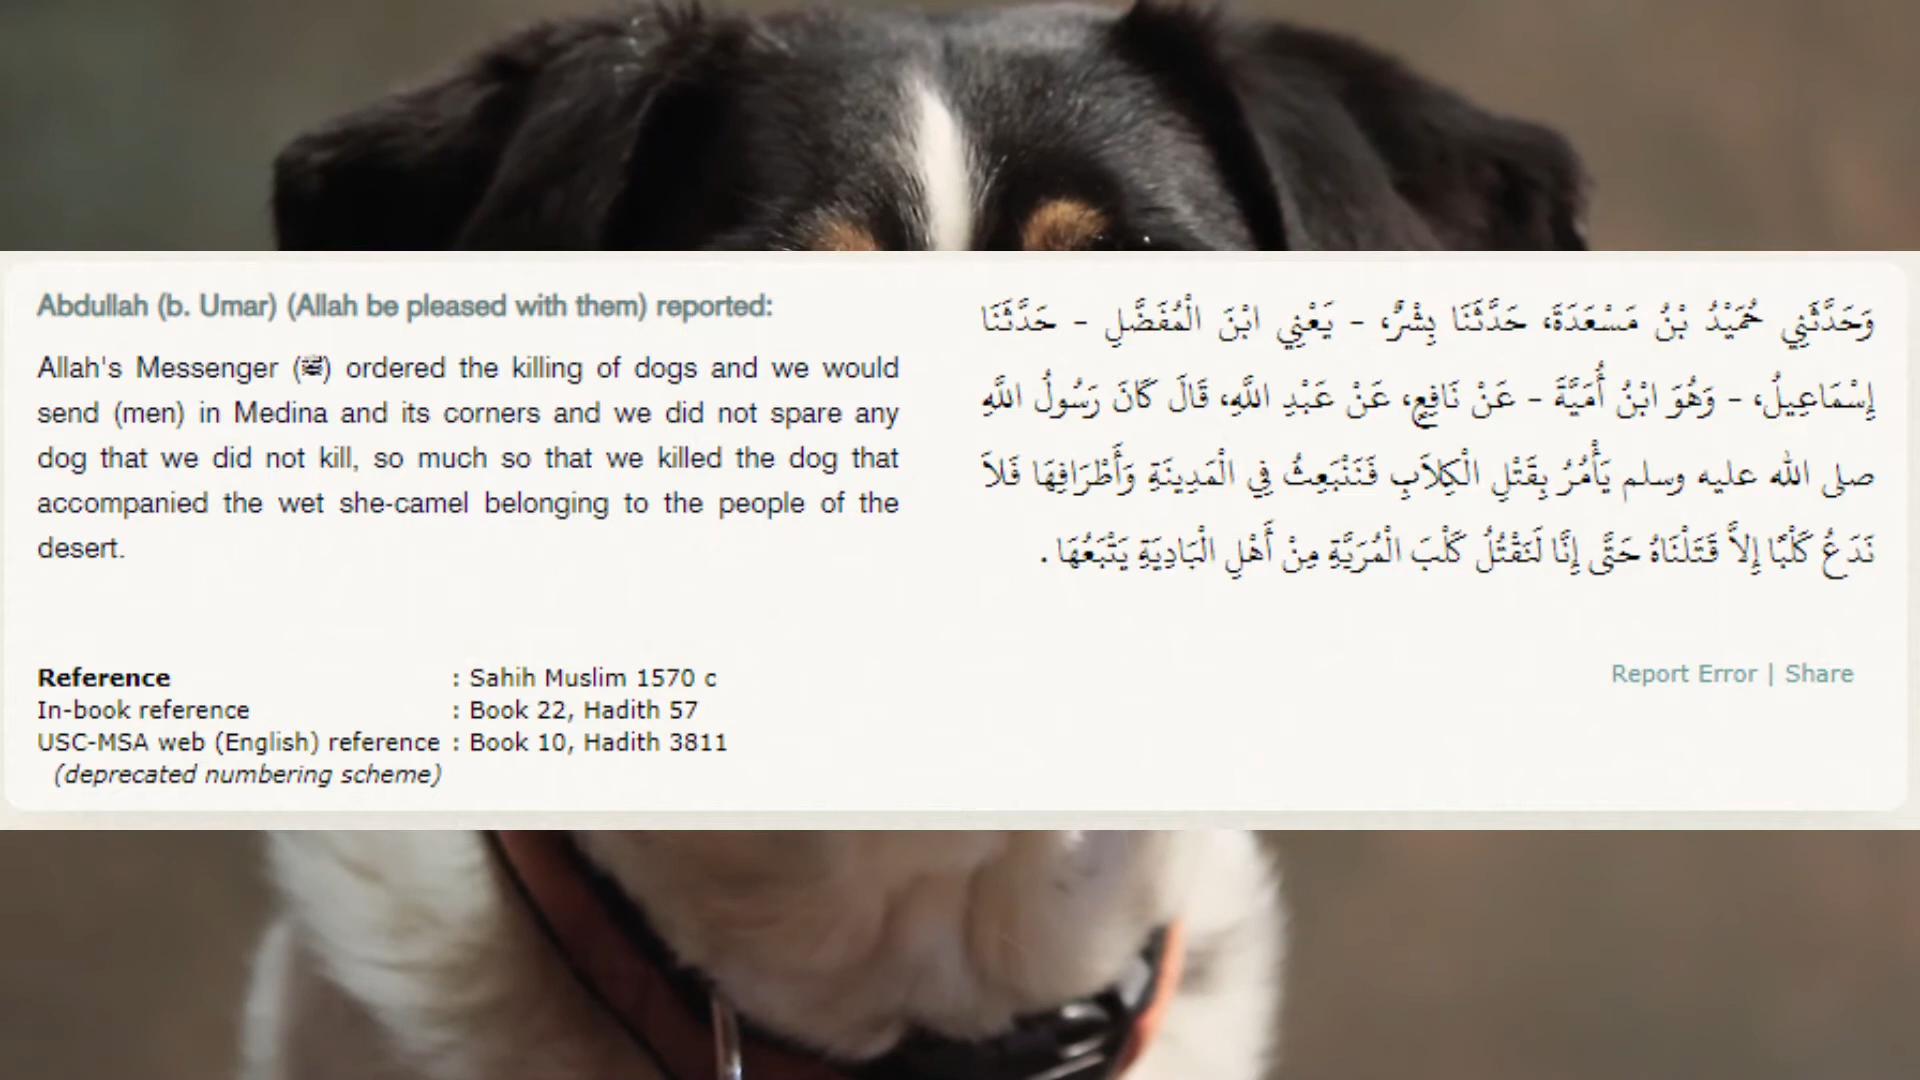 Abdullah (b. Umar) (Allah be pleased with them) reported:
Allah's Messenger (ﷺ) ordered the killing of dogs and we would
send (men) in Medina and its corners and we did not spare any
dog that we did not kill, so much so that we killed the dog that
accompanied the wet she-camel belonging to the people of the
desert.
وَحَدَّثَنِي حُمَيْدُ بْنُ مَسْعَدَةَ، حَدَّثَنَا بِشْرٌ، - يَعْنِي ابْنَ الْمُفَضَّلِ - حَدَّثَنَا
إِسْمَاعِيلُ، - وَهُوَ ابْنُ أُمَيَّةَ - عَنْ نَافِعٍ، عَنْ عَبْدِ اللَّهِ، قَالَ كَانَ رَسُولُ اللَّهِ
صلى الله عليه وسلم يَأْمُرُ بِقَتْلِ الْكِلاَبِ فَنَنْبَعِثُ فِي الْمَدِينَةِ وَأَطْرَافِهَا فَلاَ
نَدَعُ كَلْبًا إِلاَّ قَتَلْنَاهُ حَتَّى إِنَّا لَنَقْتُلُ كَلْبَ الْمُرَيَّةِ مِنْ أَهْلِ الْبَادِيَةِ يَتْبَعُهَا .
Reference : Sahih Muslim 1570 c
In-book reference : Book 22, Hadith 57
USC-MSA web (English) reference : Book 10, Hadith 3811
(deprecated numbering scheme)
Report Error | Share